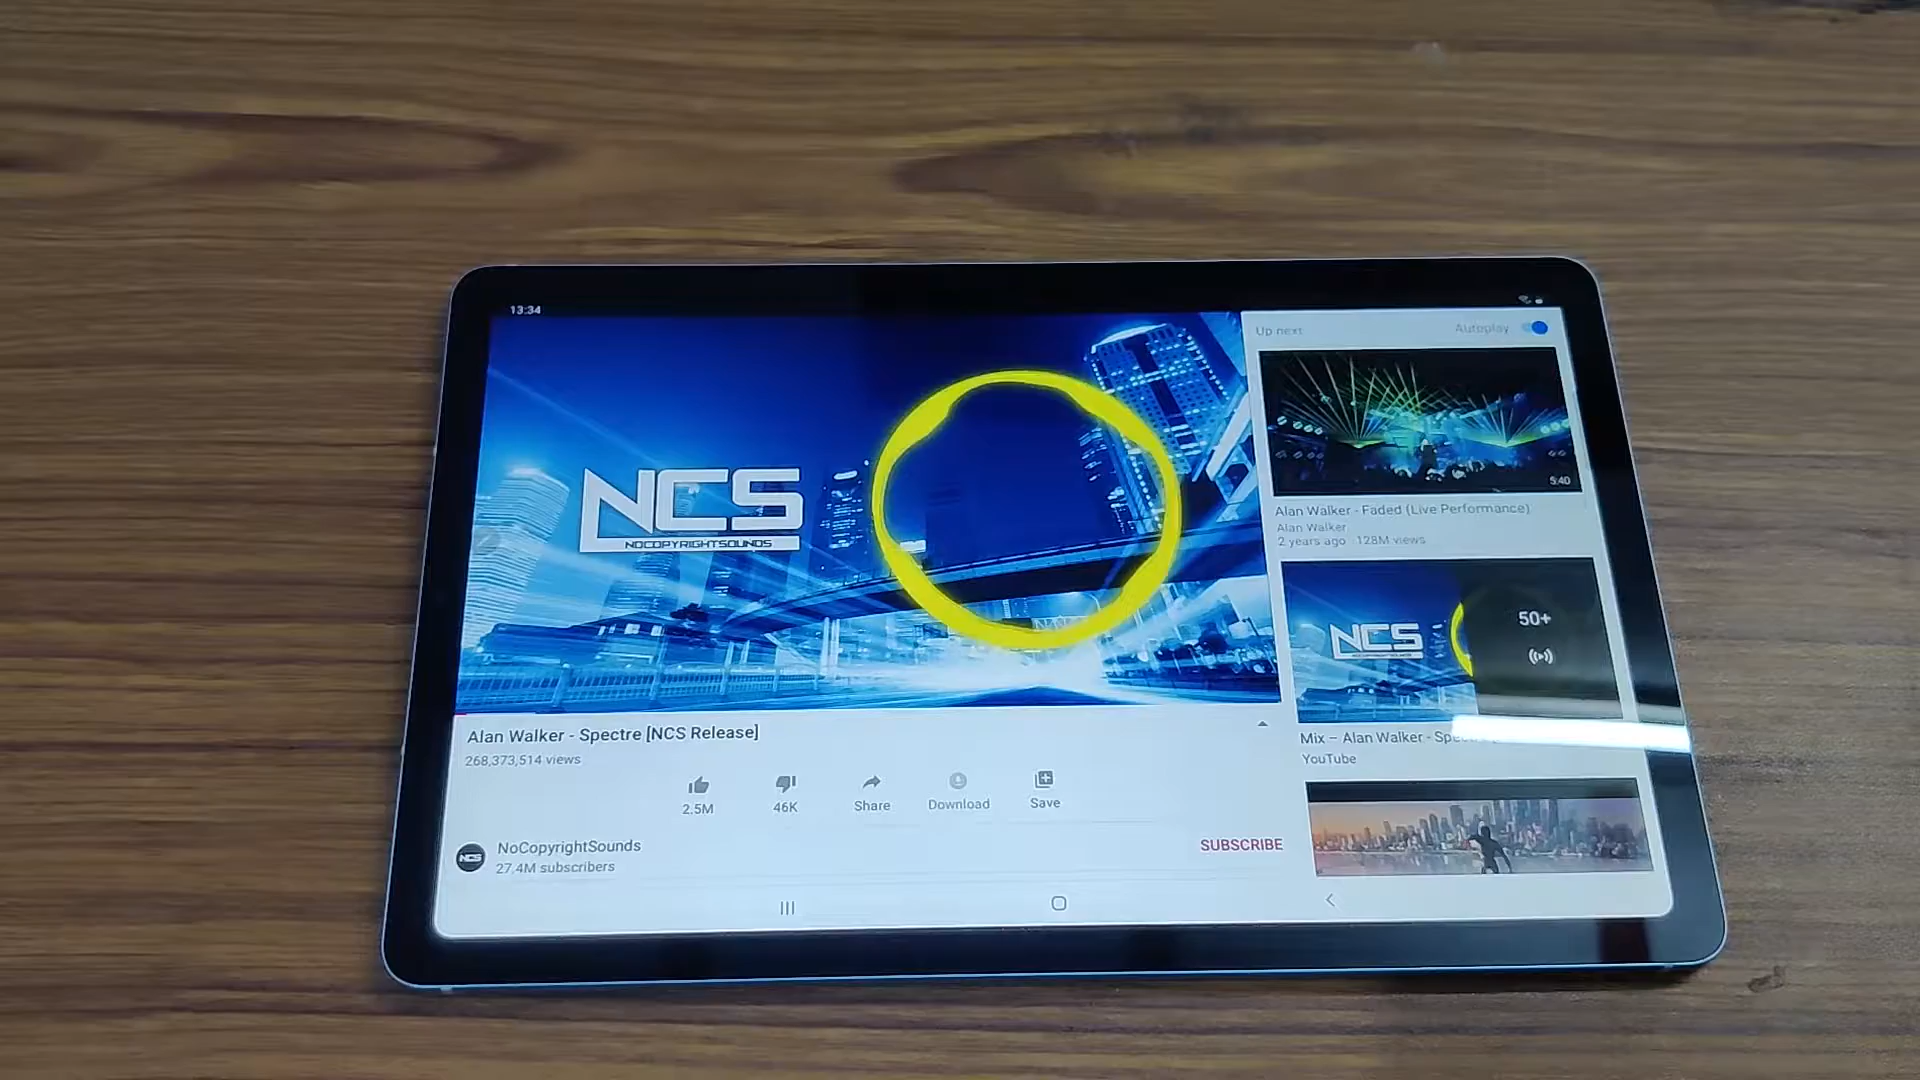 13:34
NCS
NOCOPYRIGHTSOUNDS
Alan Walker - Spectre [NCS Release]
268,373,514 views
2.5M
46K
Share
Download
Save
NCS
NoCopyrightSounds
27.4M subscribers
SUBSCRIBE
Up next
Autoplay
5:40
Alan Walker - Faded (Live Performance)
Alan Walker
2 years ago · 128M views
NCS
50+
Mix – Alan Walker - Spe
YouTube